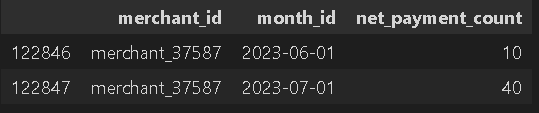 merchant_id month_id net_payment_count
122846 merchant_37587 2023-06-01 10
122847 merchant_37587 2023-07-01 40